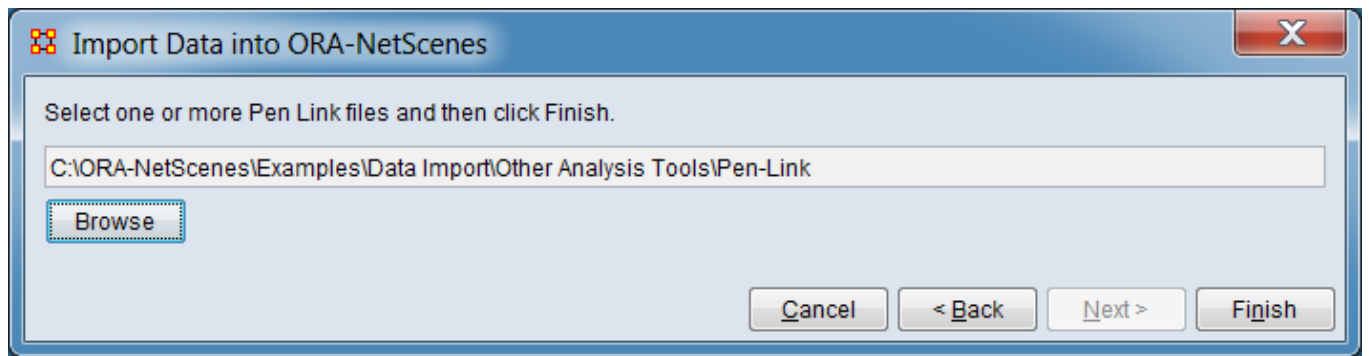 Import Data into ORA-NetScenes
X
Select one or more Pen Link files and then click Finish.
C:\ORA-NetScenes\Examples\Data Import\Other Analysis Tools\Pen-Link
Browse
Cancel < Back Next > Finish